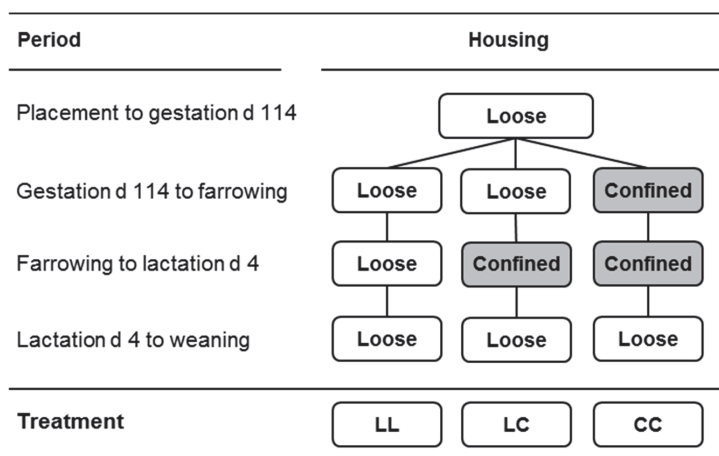 Period Housing
Placement to gestation d 114 Loose
Gestation d 114 to farrowing Loose Loose Confined
Farrowing to lactation d 4 Loose Confined Confined
Lactation d 4 to weaning Loose Loose Loose
Treatment LL LC CC